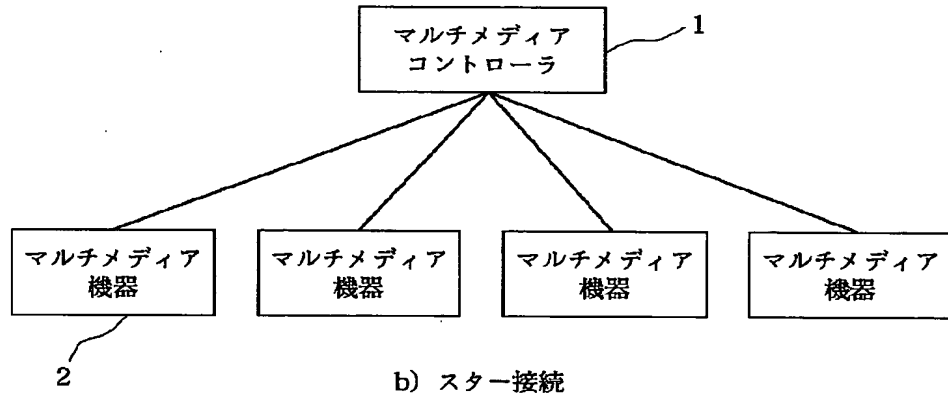 マルチメディア
コントローラ
1
マルチメディア
機器
マルチメディア
機器
マルチメディア
機器
マルチメディア
機器
2
b) スター接続